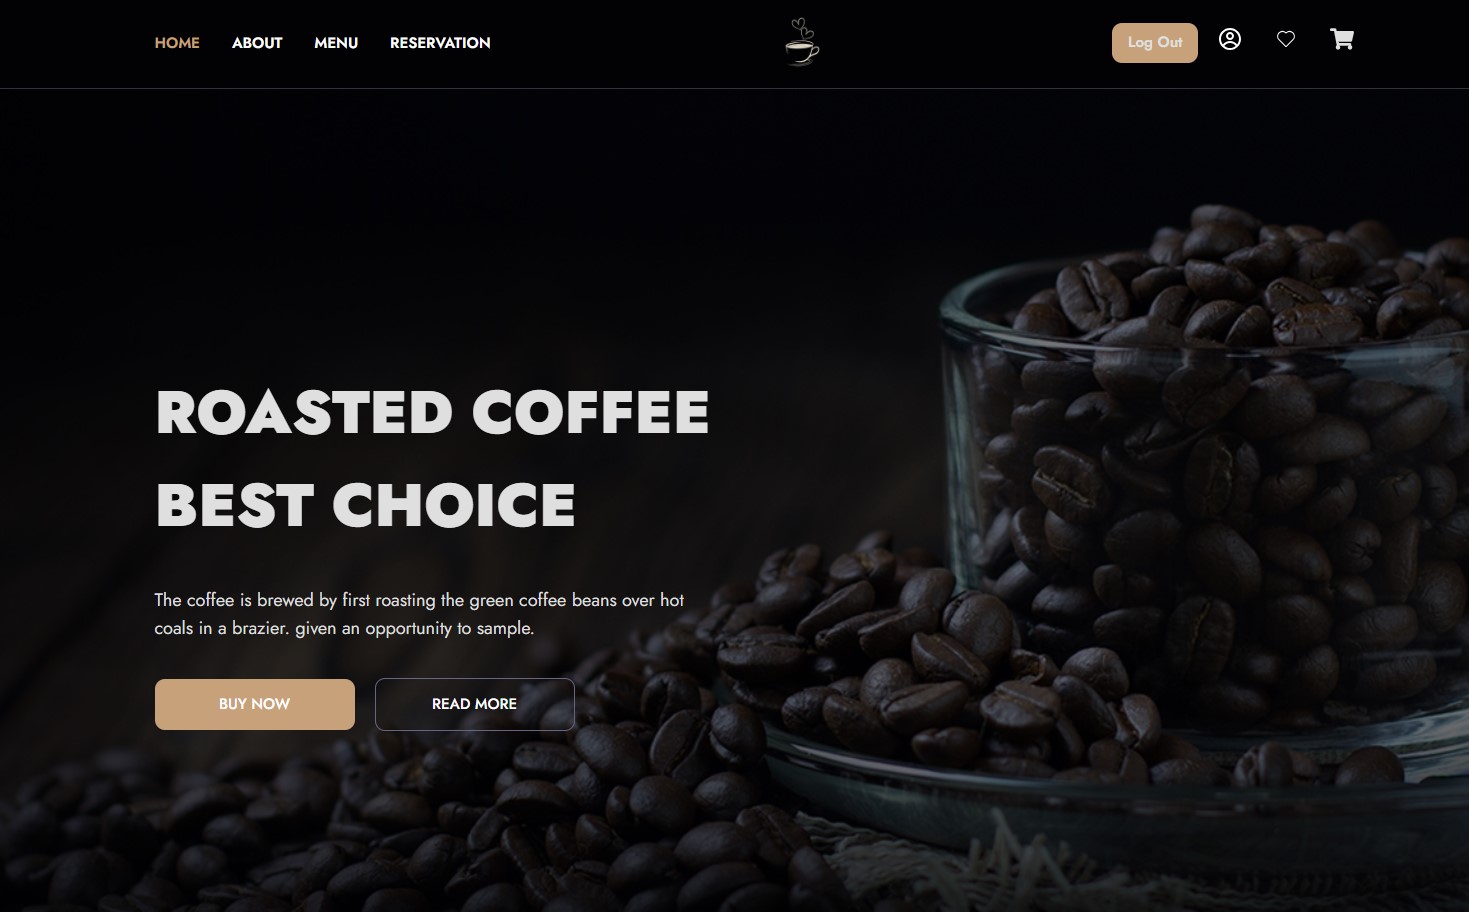 HOME ABOUT MENU RESERVATION Log Out
ROASTED COFFEE
BEST CHOICE
The coffee is brewed by first roasting the green coffee beans over hot
coals in a brazier. given an opportunity to sample.
BUY NOW READ MORE